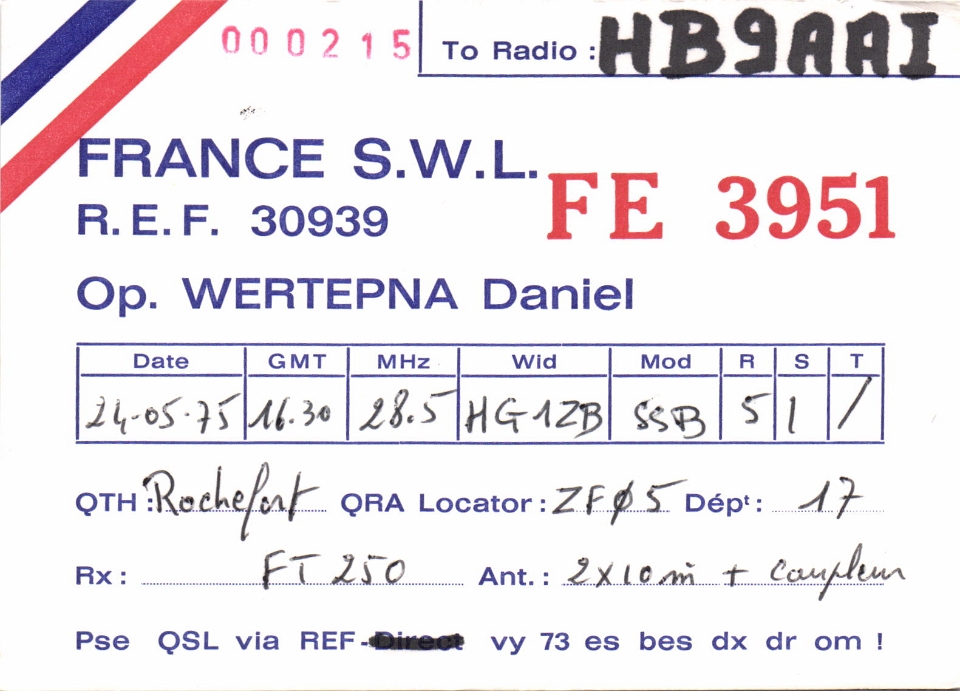 000215
To Radio : HB9AAI
FRANCE S.W.L.
FE 3951
R.E.F. 30939
Op. WERTEPNA Daniel
Date GMT MHz Wid Mod R S T
24-05-75 16.30 28.5 HG1ZB SSB 5 1 /
QTH : Rochefort QRA Locator : ZFØ5 Dépt : 17
Rx : FT 250 Ant. : 2x10m + coupleur
Pse QSL via REF-Direct vy 73 es bes dx dr om !